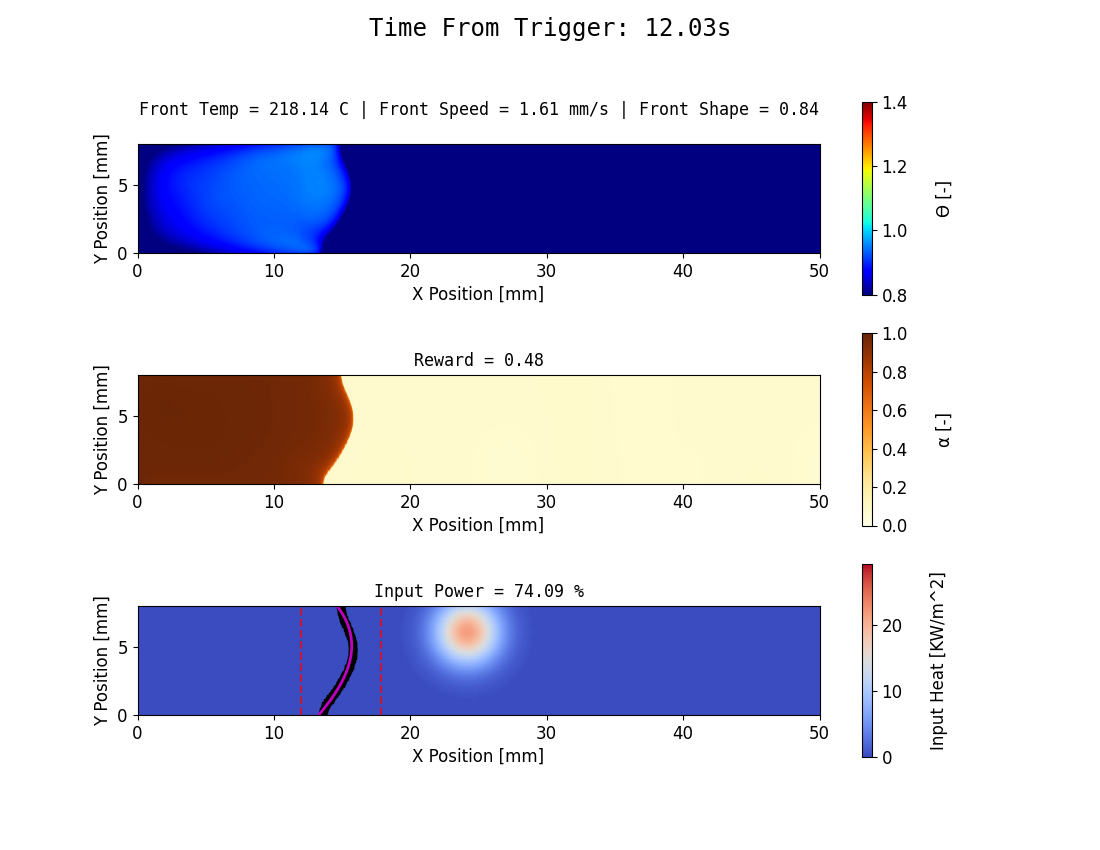 Time From Trigger: 12.03s
Front Temp = 218.14 C | Front Speed = 1.61 mm/s | Front Shape = 0.84
Y Position [mm]
5
0
0 10 20 30 40 50
X Position [mm]
1.4
1.2
1.0
0.8
Θ [-]
Reward = 0.48
Y Position [mm]
5
0
0 10 20 30 40 50
X Position [mm]
1.0
0.8
0.6
0.4
0.2
0.0
α [-]
Input Power = 74.09 %
Y Position [mm]
5
0
0 10 20 30 40 50
X Position [mm]
20
10
0
Input Heat [KW/m^2]